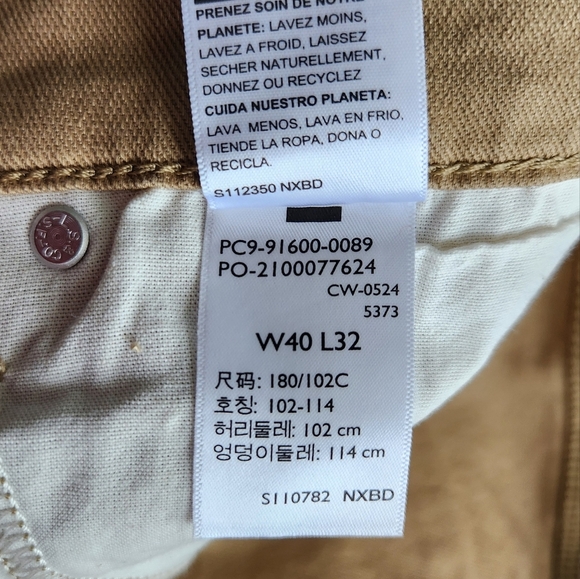 PRENEZ SOIN DE NOTRE
PLANETE: LAVEZ MOINS,
LAVEZ A FROID, LAISSEZ
SECHER NATURELLEMENT,
DONNEZ OU RECYCLEZ
CUIDA NUESTRO PLANETA:
LAVA MENOS, LAVA EN FRIO,
TIENDE LA ROPA, DONA O
RECICLA.
S112350 NXBD
PC9-91600-0089
PO-2100077624
CW-0524
5373
W40 L32
尺码: 180/102C
호칭: 102-114
허리둘레: 102 cm
엉덩이둘레: 114 cm
S110782 NXBD